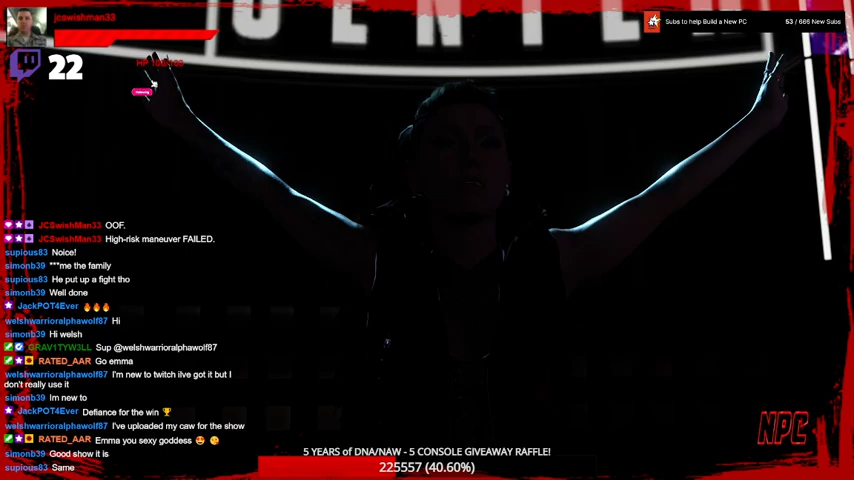 CENTER
jcswishman33
Subs to help Build a New PC
53 / 666 New Subs
22
JCSwishMan33 OOF.
JCSwishMan33 High-risk maneuver FAILED.
supious83 Noice!
simonb39 ***me the family
supious83 He put up a fight tho
simonb39 Well done
JackPOT4Ever 🔥🔥🔥
welshwarrioralphawolf87 Hi
simonb39 Hi welsh
GRAV1TYW3LL Sup @welshwarrioralphawolf87
RATED_AAR Go emma
welshwarrioralphawolf87 I'm new to twitch iIve got it but I
don't really use it
simonb39 Im new to
JackPOT4Ever Defiance for the win 🏆
welshwarrioralphawolf87 I've uploaded my caw for the show
RATED_AAR Emma you sexy goddess 🤩 😘
simonb39 Good show it is
supious83 Same
NPC
5 YEARS of DNA/NAW - 5 CONSOLE GIVEAWAY RAFFLE!
225557 (40.60%)